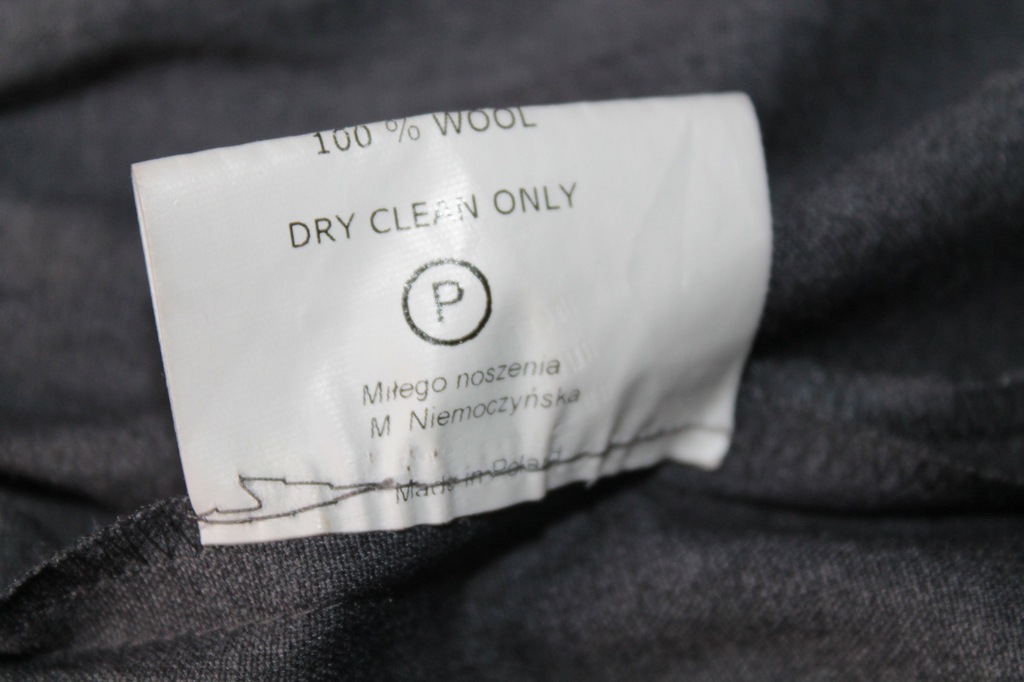 100 % WOOL
DRY CLEAN ONLY
P
Miłego noszenia
M Niemoczyńska
Made in Poland